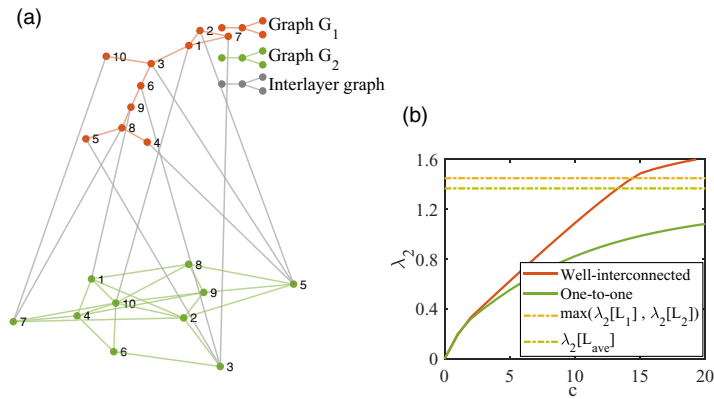 (a)
2
7
1
10
3
6
9
8
5
4
Graph G₁
Graph G₂
Interlayer graph
8
1
5
9
10
4
2
7
6
3
(b)
1.6
1.2
0.8
0.4
0
λ₂
0 5 10 15 20
c
Well-interconnected
One-to-one
max(λ₂[L₁] , λ₂[L₂])
λ₂[L_ave]